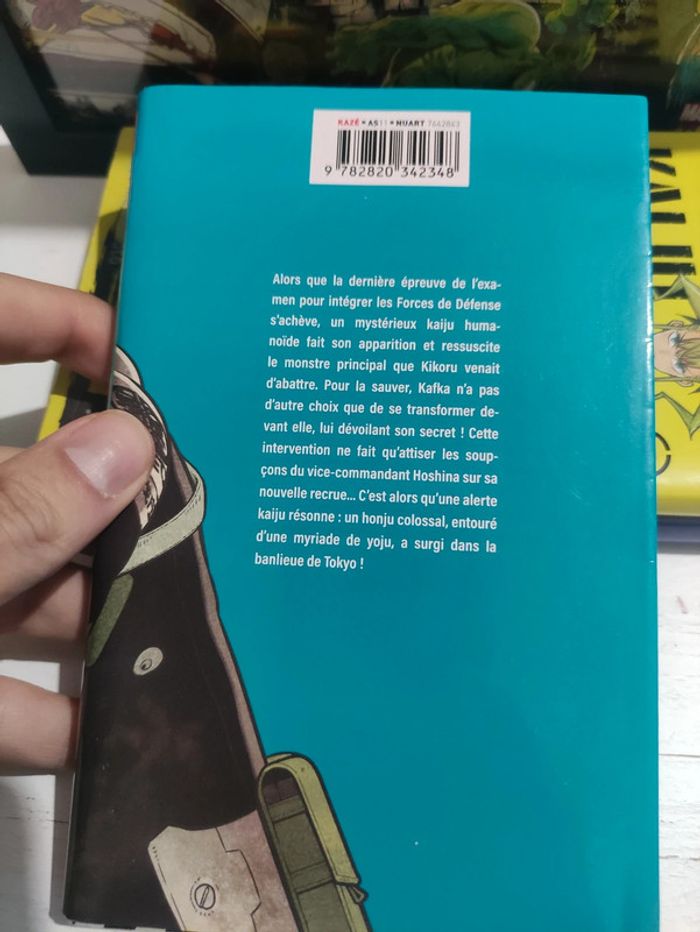 KAZÉ • AS11 • NUART 7642863
9 782820 342348
Alors que la dernière épreuve de l'exa-
men pour intégrer les Forces de Défense
s'achève, un mystérieux kaiju huma-
noïde fait son apparition et ressuscite
le monstre principal que Kikoru venait
d'abattre. Pour la sauver, Kafka n'a pas
d'autre choix que de se transformer de-
vant elle, lui dévoilant son secret ! Cette
intervention ne fait qu'attiser les soup-
çons du vice-commandant Hoshina sur sa
nouvelle recrue... C'est alors qu'une alerte
kaiju résonne : un honju colossal, entouré
d'une myriade de yoju, a surgi dans la
banlieue de Tokyo !